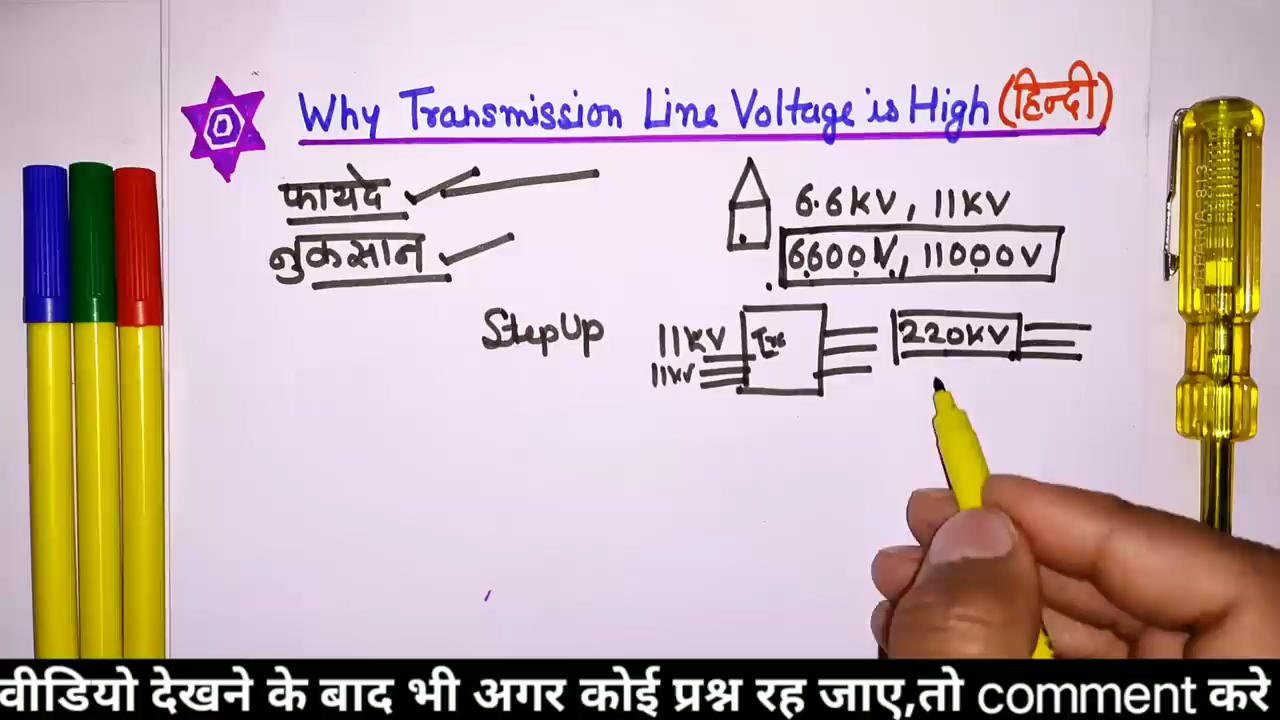 Why Transmission Line Voltage is High (हिन्दी)
फायदे
नुकसान
6.6KV, 11KV
6600V, 11000V
StepUp
11KV
11KV
220KV
वीडियो देखने के बाद भी अगर कोई प्रश्न रह जाए,तो comment करे